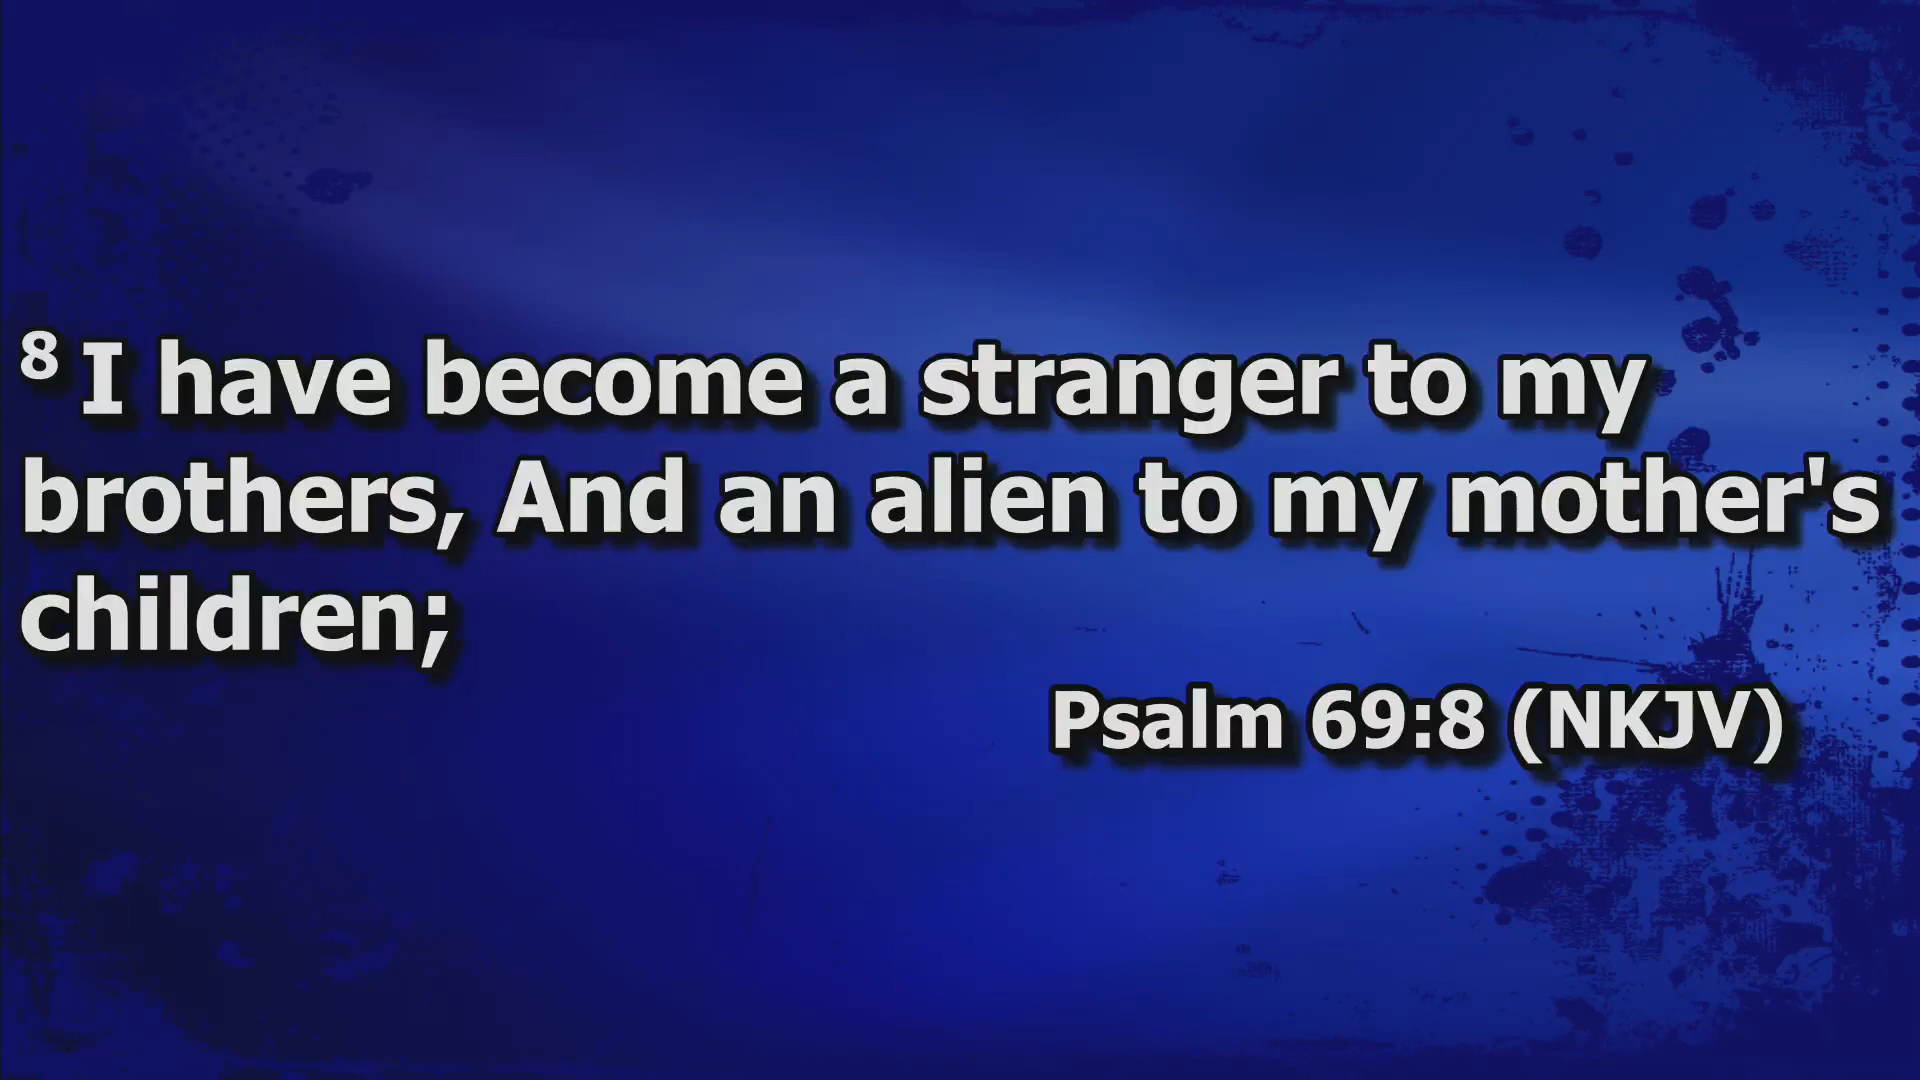 8 I have become a stranger to my
brothers, And an alien to my mother's
children;
Psalm 69:8 (NKJV)